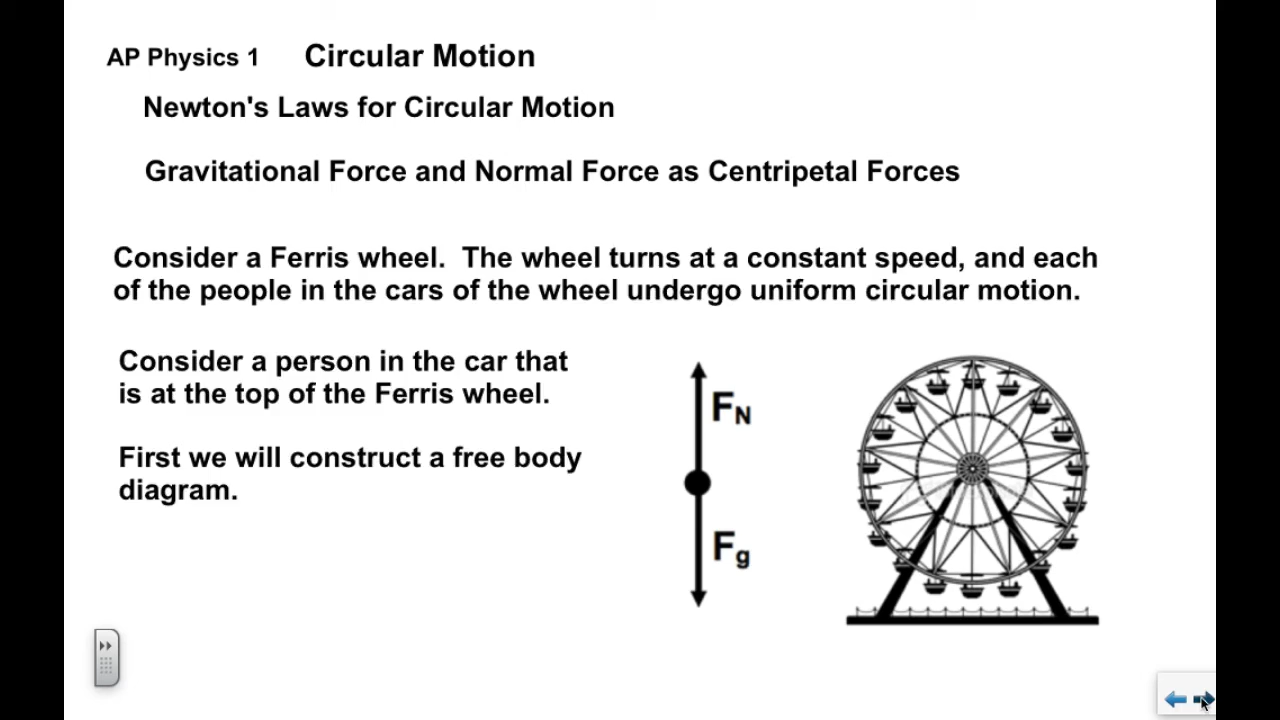 AP Physics 1 Circular Motion
Newton's Laws for Circular Motion
Gravitational Force and Normal Force as Centripetal Forces
Consider a Ferris wheel. The wheel turns at a constant speed, and each
of the people in the cars of the wheel undergo uniform circular motion.
Consider a person in the car that
is at the top of the Ferris wheel.
First we will construct a free body
diagram.
FN
Fg